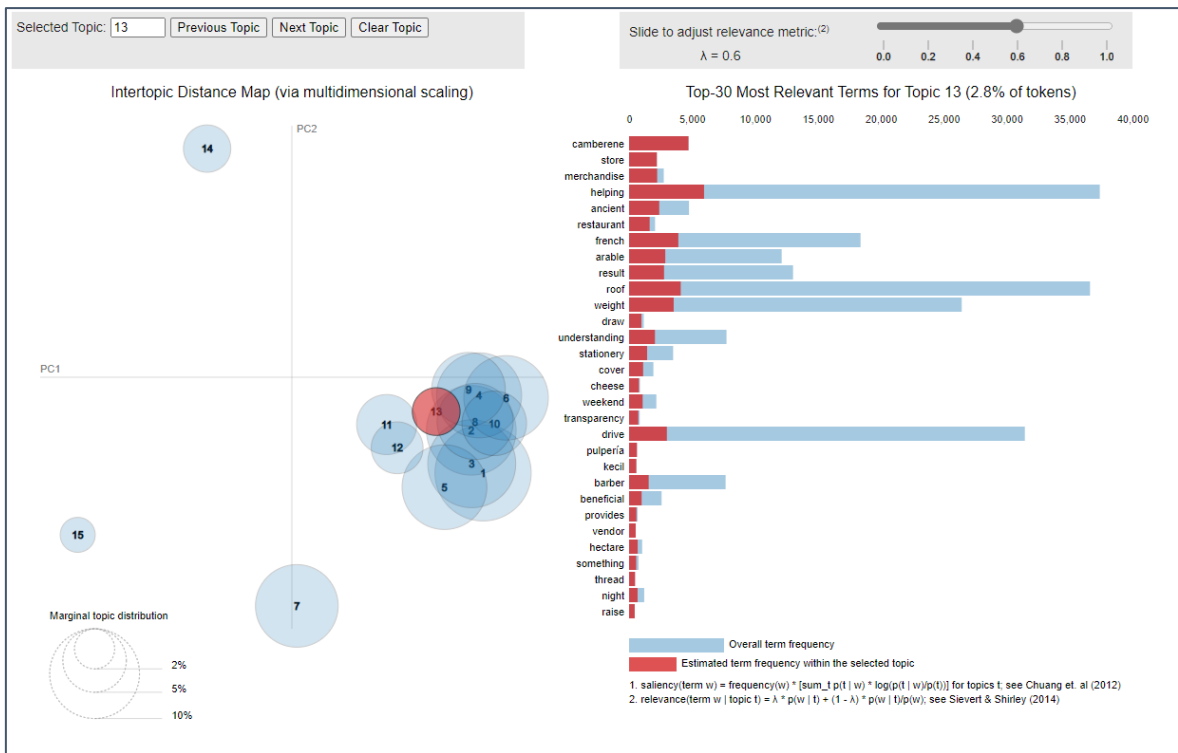 Selected Topic: 13 Previous Topic Next Topic Clear Topic
Slide to adjust relevance metric:(2)
λ = 0.6
0.0 0.2 0.4 0.6 0.8 1.0
Intertopic Distance Map (via multidimensional scaling)
PC2
PC1
14
9
4
6
13
11
8
10
2
12
3
1
5
15
7
Marginal topic distribution
2%
5%
10%
Top-30 Most Relevant Terms for Topic 13 (2.8% of tokens)
0 5,000 10,000 15,000 20,000 25,000 30,000 35,000 40,000
camberene
store
merchandise
helping
ancient
restaurant
french
arable
result
roof
weight
draw
understanding
stationery
cover
cheese
weekend
transparency
drive
pulpería
kecil
barber
beneficial
provides
vendor
hectare
something
thread
night
raise
Overall term frequency
Estimated term frequency within the selected topic
1. saliency(term w) = frequency(w) * [sum_t p(t | w) * log(p(t | w)/p(t))] for topics t; see Chuang et. al (2012)
2. relevance(term w | topic t) = λ * p(w | t) + (1 - λ) * p(w | t)/p(w); see Sievert & Shirley (2014)